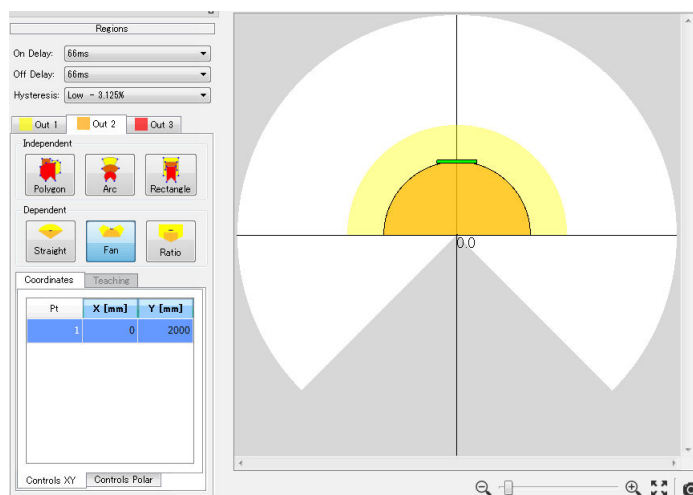 Regions
On Delay: 66ms
Off Delay: 66ms
Hysteresis: Low - 3.125%
Out 1 Out 2 Out 3
Independent
Polygon Arc Rectangle
Dependent
Straight Fan Ratio
Coordinates Teaching
Pt X [mm] Y [mm]
1 0 2000
Controls XY Controls Polar
0.0